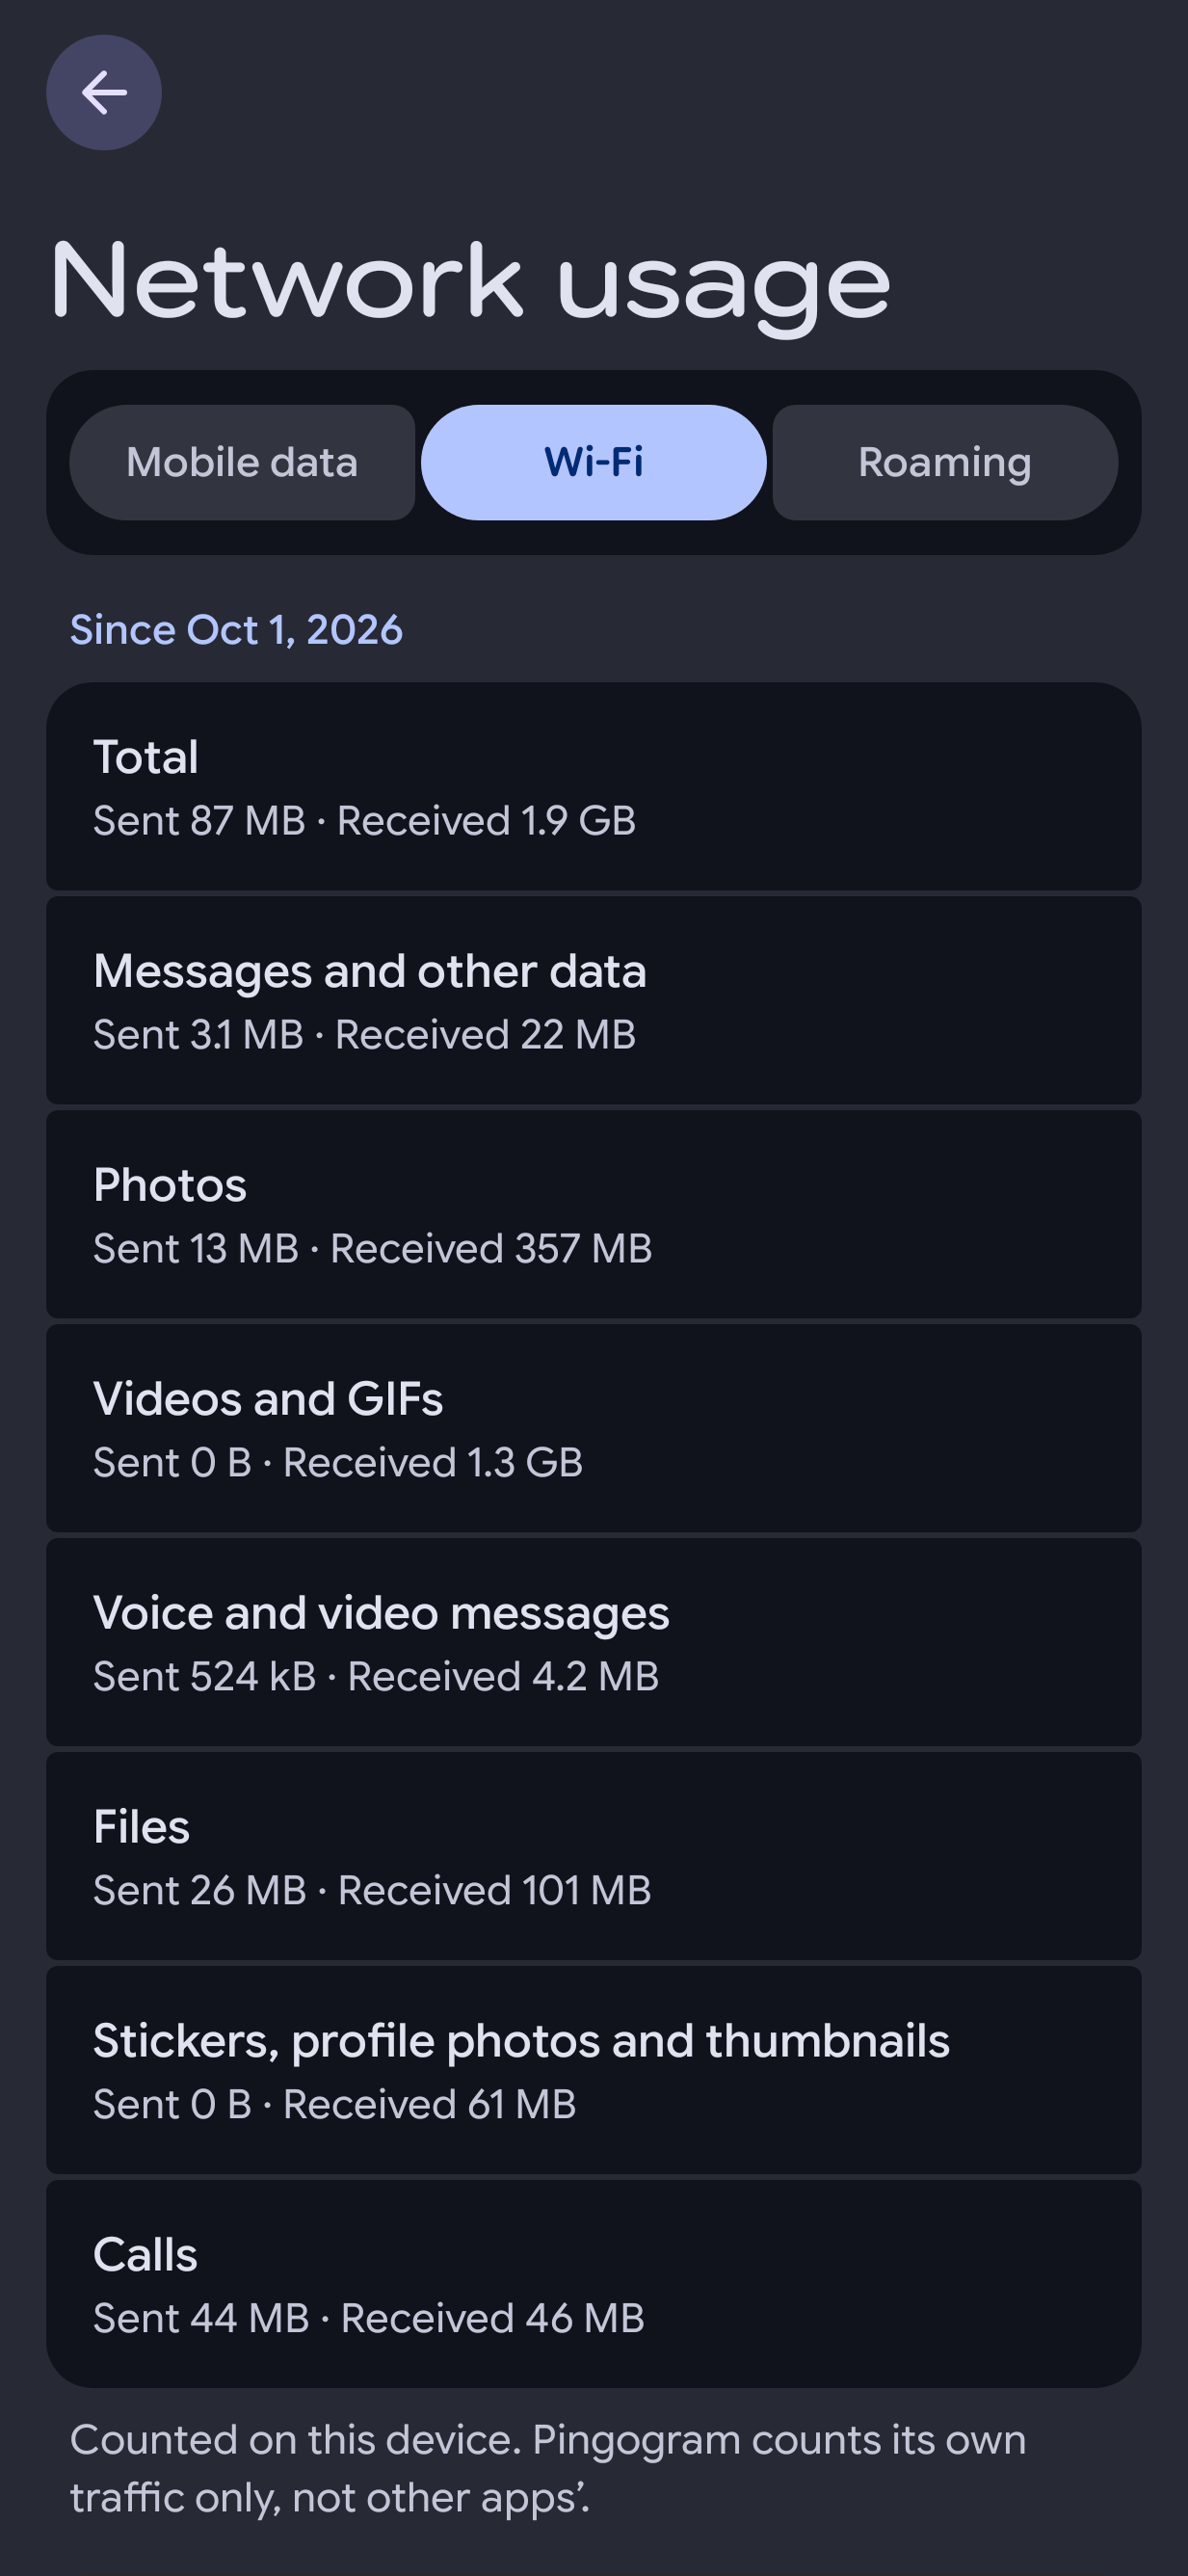 Network usage
Mobile data
Wi-Fi
Roaming
Since Oct 1, 2026
Total
Sent 87 MB · Received 1.9 GB
Messages and other data
Sent 3.1 MB · Received 22 MB
Photos
Sent 13 MB · Received 357 MB
Videos and GIFs
Sent 0 B · Received 1.3 GB
Voice and video messages
Sent 524 kB · Received 4.2 MB
Files
Sent 26 MB · Received 101 MB
Stickers, profile photos and thumbnails
Sent 0 B · Received 61 MB
Calls
Sent 44 MB · Received 46 MB
Counted on this device. Pingogram counts its own
traffic only, not other apps’.